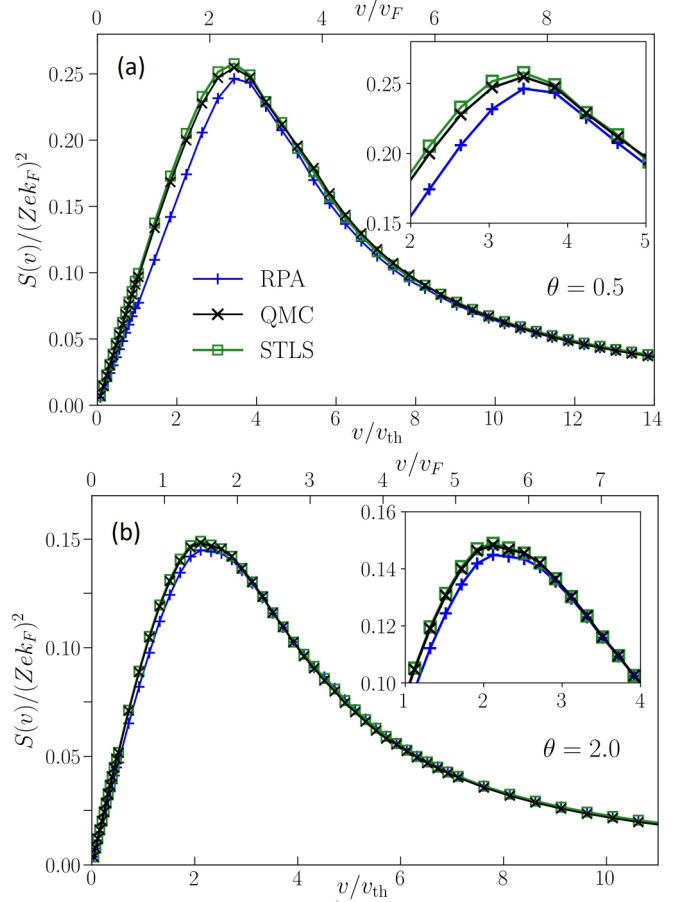 v/v_F
0 2 4 6 8
(a)
S(v)/(Zek_F)^2
0.25
0.20
0.15
0.10
0.05
0.00
0.25
0.20
0.15
2 3 4 5
RPA
QMC
STLS
θ = 0.5
0 2 4 6 8 10 12 14
v/v_th
v/v_F
0 1 2 3 4 5 6 7
(b)
S(v)/(Zek_F)^2
0.15
0.10
0.05
0.00
0.16
0.14
0.12
0.10
1 2 3 4
θ = 2.0
0 2 4 6 8 10
v/v_th